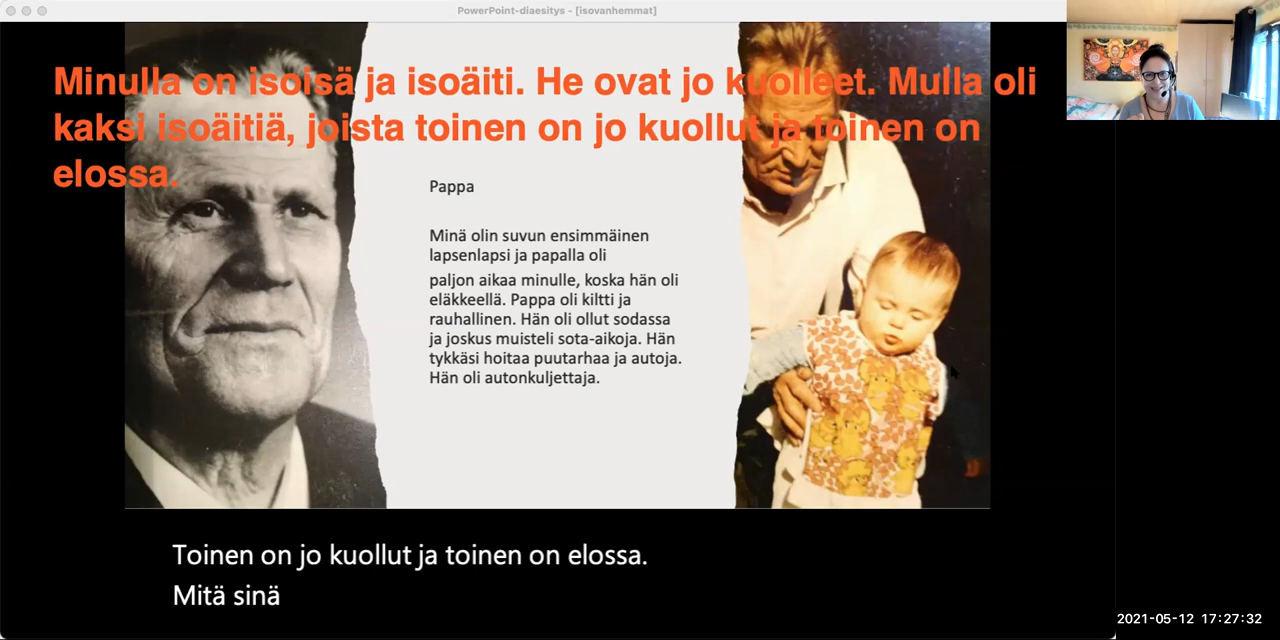 PowerPoint-diaesitys - [isovanhemmat]
Minulla on isoisä ja isoäiti. He ovat jo kuolleet. Mulla oli
kaksi isoäitiä, joista toinen on jo kuollut ja toinen on
elossa.
Pappa
Minä olin suvun ensimmäinen
lapsenlapsi ja papalla oli
paljon aikaa minulle, koska hän oli
eläkkeellä. Pappa oli kiltti ja
rauhallinen. Hän oli ollut sodassa
ja joskus muisteli sota-aikoja. Hän
tykkäsi hoitaa puutarhaa ja autoja.
Hän oli autonkuljettaja.
Toinen on jo kuollut ja toinen on elossa.
Mitä sinä
2021-05-12 17:27:32